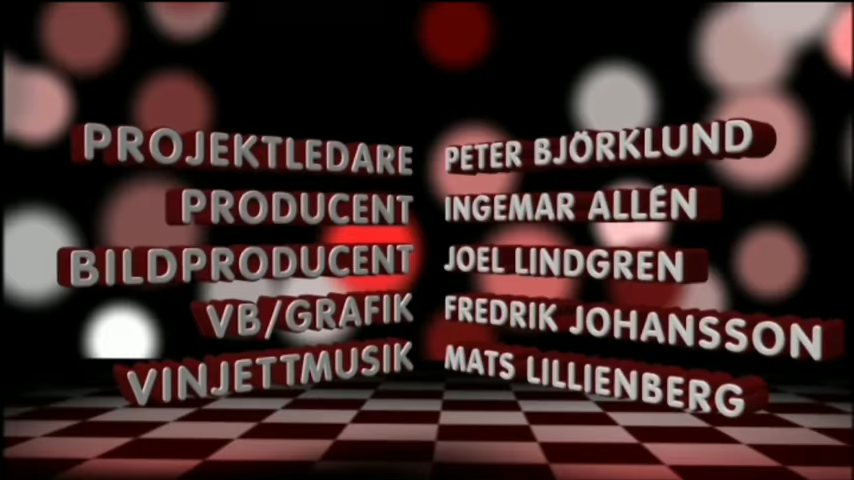 PROJEKTLEDARE PETER BJÖRKLUND
PRODUCENT INGEMAR ALLÉN
BILDPRODUCENT JOEL LINDGREN
VB/GRAFIK FREDRIK JOHANSSON
VINJETTMUSIK MATS LILLIENBERG